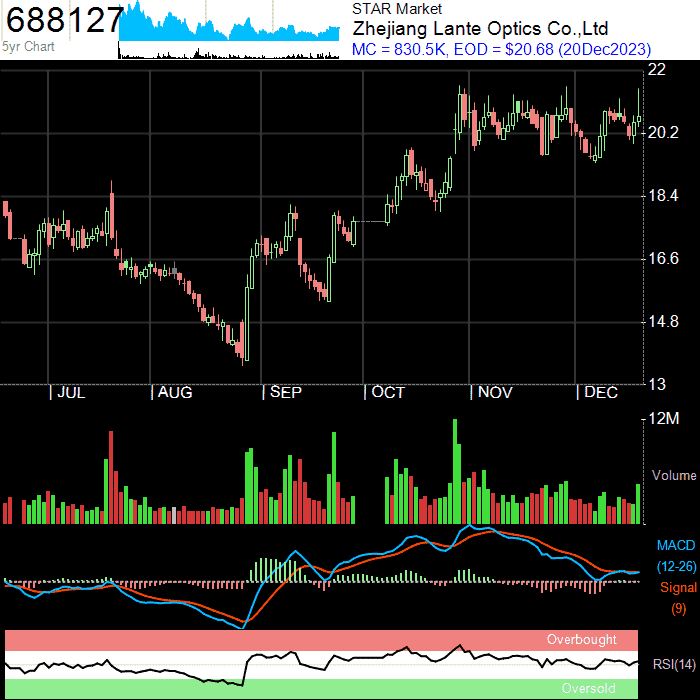 688127
5yr Chart
STAR Market
Zhejiang Lante Optics Co.,Ltd
MC = 830.5K, EOD = $20.68 (20Dec2023)
22
20.2
18.4
16.6
14.8
13
JUL
AUG
SEP
OCT
NOV
DEC
12M
Volume
MACD
(12-26)
Signal
(9)
Overbought
RSI(14)
Oversold